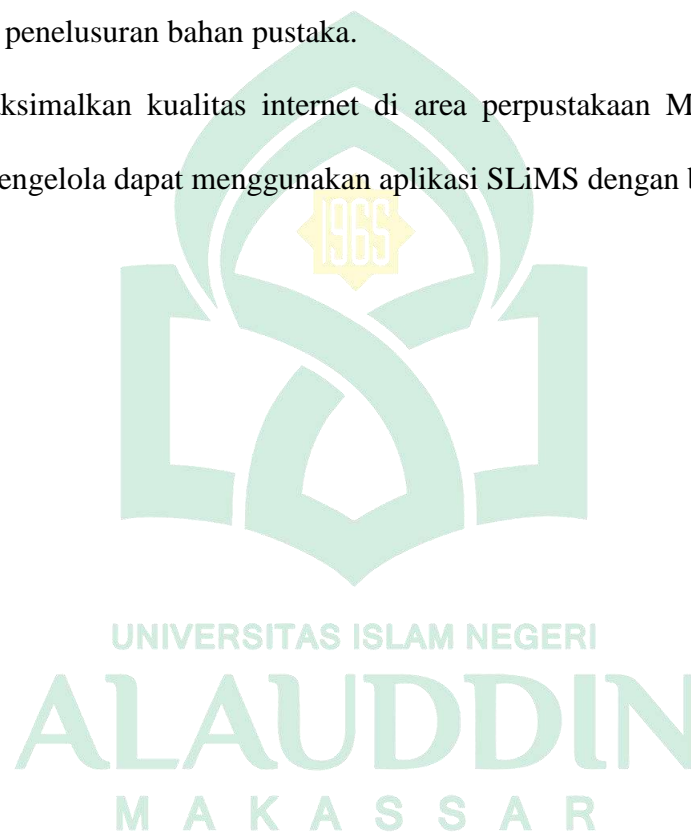 penelusuran bahan pustaka.
ksimalkan kualitas internet di area perpustakaan M
engelola dapat menggunakan aplikasi SLiMS dengan b
1965
UNIVERSITAS ISLAM NEGERI
ALAUDDIN
MAKASSAR